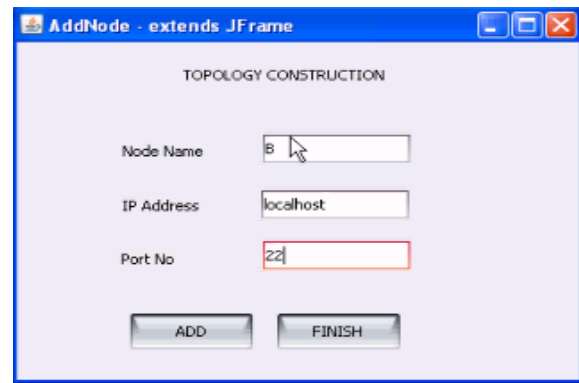 AddNode - extends JFrame
TOPOLOGY CONSTRUCTION
Node Name B
IP Address localhost
Port No 22
ADD FINISH